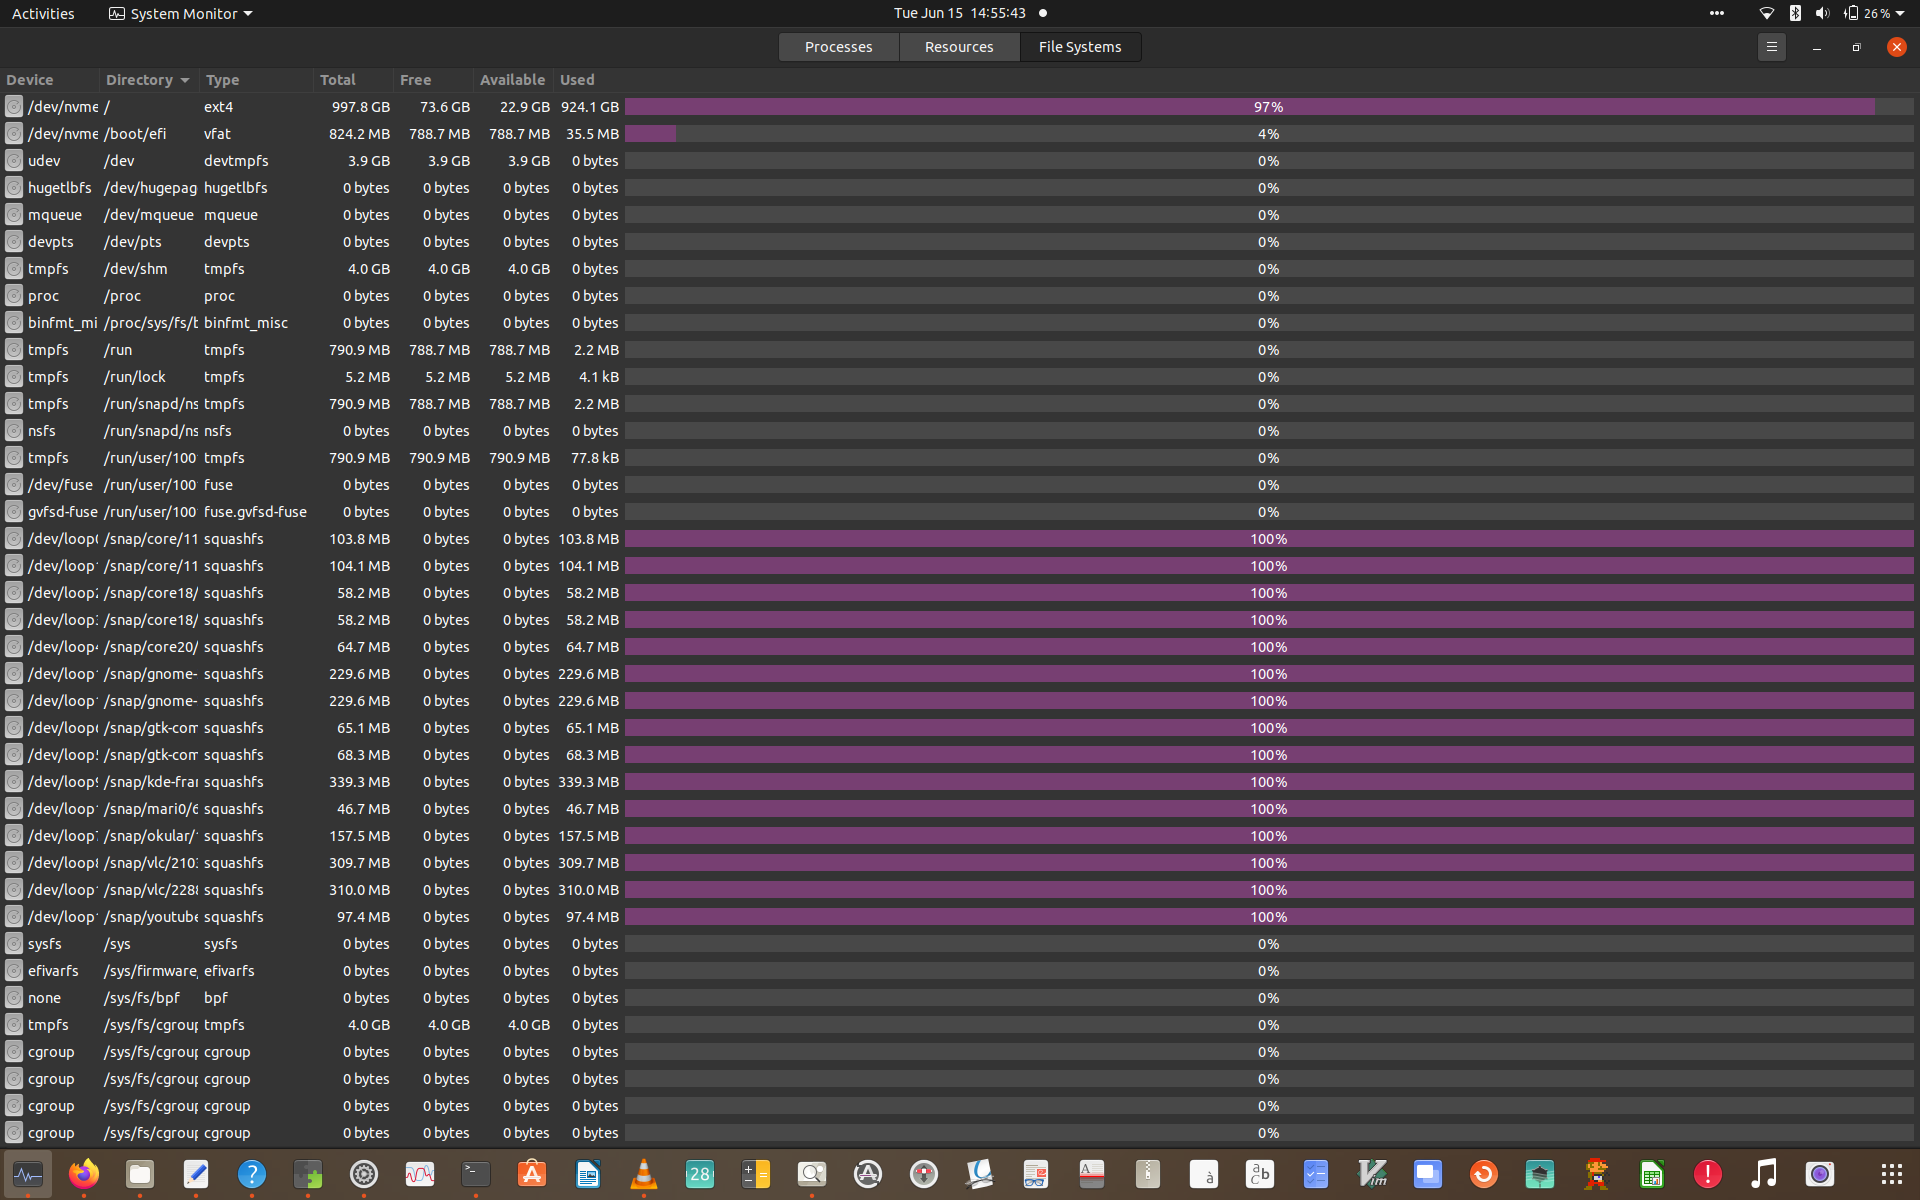 Activities System Monitor Tue Jun 15 14:55:43 26 %
Processes Resources File Systems
Device Directory Type Total Free Available Used
/dev/nvme / ext4 997.8 GB 73.6 GB 22.9 GB 924.1 GB 97%
/dev/nvme /boot/efi vfat 824.2 MB 788.7 MB 788.7 MB 35.5 MB 4%
udev /dev devtmpfs 3.9 GB 3.9 GB 3.9 GB 0 bytes 0%
hugetlbfs /dev/hugepag hugetlbfs 0 bytes 0 bytes 0 bytes 0%
mqueue /dev/mqueue mqueue 0 bytes 0 bytes 0 bytes 0 bytes 0%
devpts /dev/pts devpts 0 bytes 0 bytes 0 bytes 0 bytes 0%
tmpfs /dev/shm tmpfs 4.0 GB 4.0 GB 4.0 GB 0 bytes 0%
proc /proc proc 0 bytes 0 bytes 0 bytes 0 bytes 0%
binfmt_mi /proc/sys/fs/b binfmt_misc 0 bytes 0 bytes 0 bytes 0 bytes 0%
tmpfs /run tmpfs 790.9 MB 788.7 MB 788.7 MB 2.2 MB 0%
tmpfs /run/lock tmpfs 5.2 MB 5.2 MB 5.2 MB 4.1 kB 0%
tmpfs /run/snapd/ns tmpfs 790.9 MB 788.7 MB 788.7 MB 2.2 MB 0%
nsfs /run/snapd/ns nsfs 0 bytes 0 bytes 0 bytes 0 bytes 0%
tmpfs /run/user/100 tmpfs 790.9 MB 790.9 MB 790.9 MB 77.8 kB 0%
/dev/fuse /run/user/100 fuse 0 bytes 0 bytes 0 bytes 0 bytes 0%
gvfsd-fuse /run/user/100 fuse.gvfsd-fuse 0 bytes 0 bytes 0 bytes 0 bytes 0%
/dev/loop0 /snap/core/11 squashfs 103.8 MB 0 bytes 0 bytes 103.8 MB 100%
/dev/loop1 /snap/core/11 squashfs 104.1 MB 0 bytes 0 bytes 104.1 MB 100%
/dev/loop2 /snap/core18/ squashfs 58.2 MB 0 bytes 0 bytes 58.2 MB 100%
/dev/loop3 /snap/core18/ squashfs 58.2 MB 0 bytes 0 bytes 58.2 MB 100%
/dev/loop4 /snap/core20/ squashfs 64.7 MB 0 bytes 0 bytes 64.7 MB 100%
/dev/loop1 /snap/gnome- squashfs 229.6 MB 0 bytes 0 bytes 229.6 MB 100%
/dev/loop1 /snap/gnome- squashfs 229.6 MB 0 bytes 0 bytes 229.6 MB 100%
/dev/loop6 /snap/gtk-com squashfs 65.1 MB 0 bytes 0 bytes 65.1 MB 100%
/dev/loop5 /snap/gtk-com squashfs 68.3 MB 0 bytes 0 bytes 68.3 MB 100%
/dev/loop9 /snap/kde-fra squashfs 339.3 MB 0 bytes 0 bytes 339.3 MB 100%
/dev/loop1 /snap/mari0/6 squashfs 46.7 MB 0 bytes 0 bytes 46.7 MB 100%
/dev/loop7 /snap/okular/ squashfs 157.5 MB 0 bytes 0 bytes 157.5 MB 100%
/dev/loop8 /snap/vlc/2103 squashfs 309.7 MB 0 bytes 0 bytes 309.7 MB 100%
/dev/loop1 /snap/vlc/2288 squashfs 310.0 MB 0 bytes 0 bytes 310.0 MB 100%
/dev/loop1 /snap/youtube squashfs 97.4 MB 0 bytes 0 bytes 97.4 MB 100%
sysfs /sys sysfs 0 bytes 0 bytes 0 bytes 0 bytes 0%
efivarfs /sys/firmware/ efivarfs 0 bytes 0 bytes 0 bytes 0 bytes 0%
none /sys/fs/bpf bpf 0 bytes 0 bytes 0 bytes 0 bytes 0%
tmpfs /sys/fs/cgroup tmpfs 4.0 GB 4.0 GB 4.0 GB 0 bytes 0%
cgroup /sys/fs/cgroup cgroup 0 bytes 0 bytes 0 bytes 0 bytes 0%
cgroup /sys/fs/cgroup cgroup 0 bytes 0 bytes 0 bytes 0 bytes 0%
cgroup /sys/fs/cgroup cgroup 0 bytes 0 bytes 0 bytes 0 bytes 0%
cgroup /sys/fs/cgroup cgroup 0 bytes 0 bytes 0 bytes 0 bytes 0%
28 A à a b c Vim